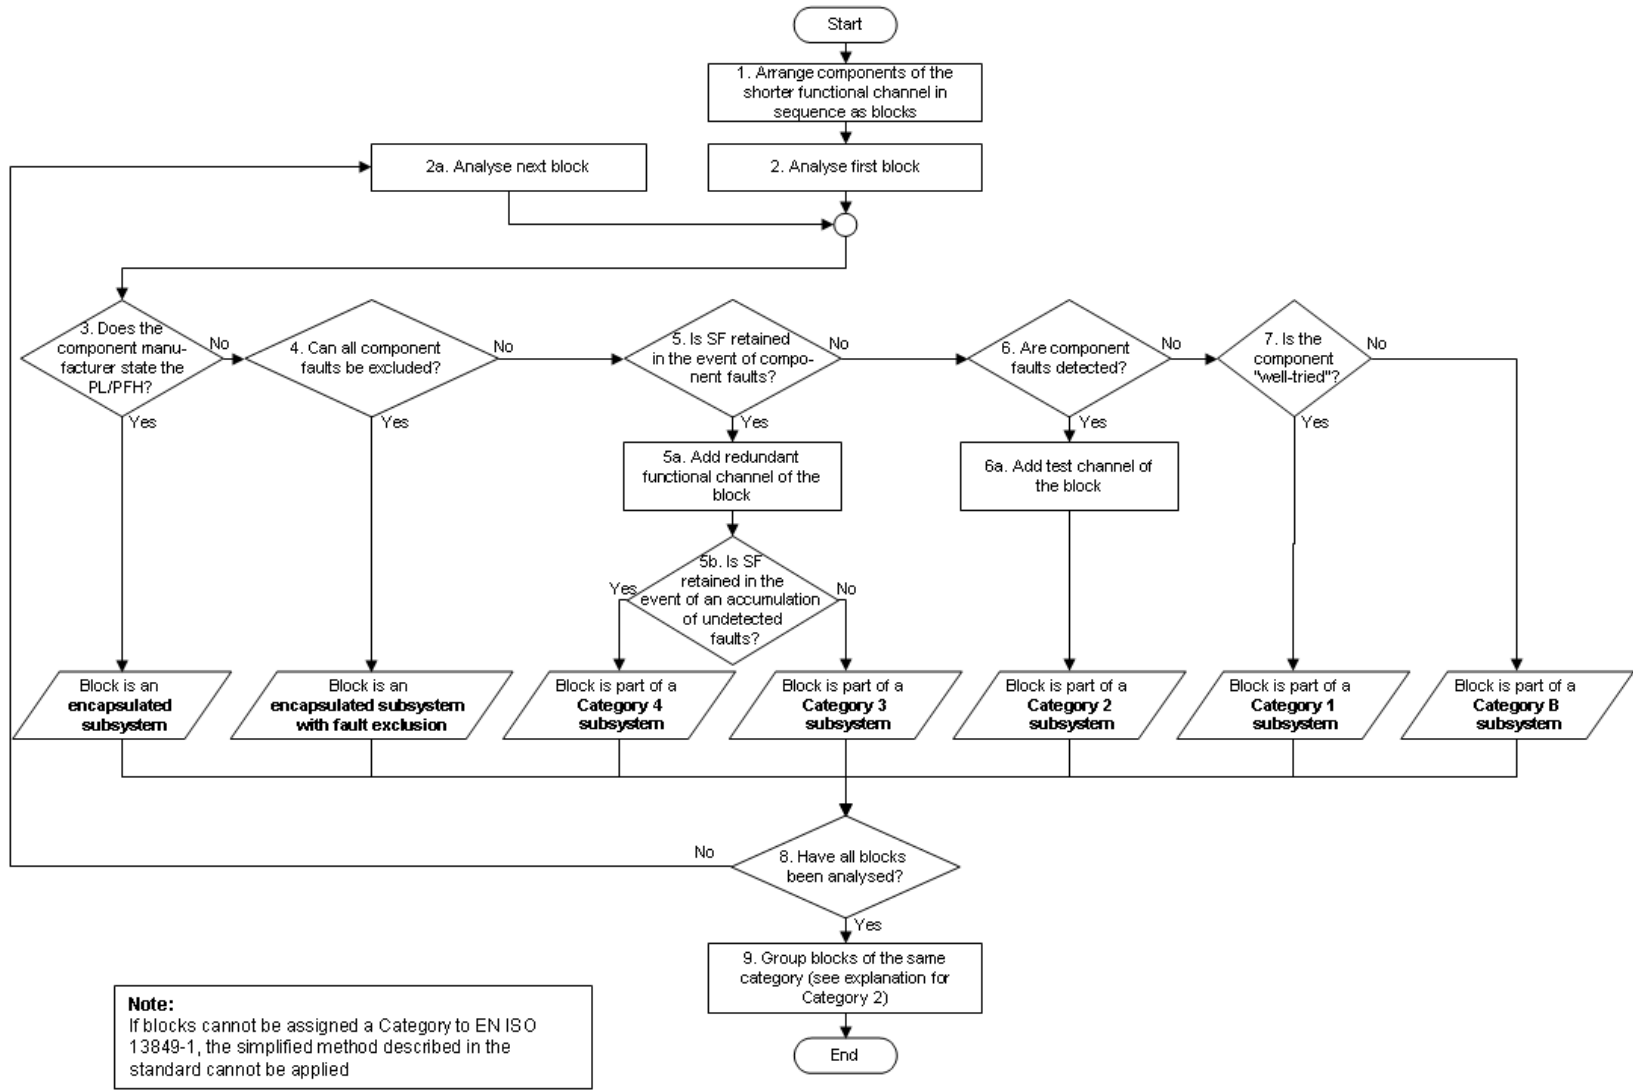 Start
1. Arrange components of the
shorter functional channel in
sequence as blocks
2a. Analyse next block
2. Analyse first block
3. Does the
component manu-
facturer state the
PL/PFH?
No
Yes
4. Can all component
faults be excluded?
No
Yes
5. Is SF retained
in the event of compo-
nent faults?
No
Yes
6. Are component
faults detected?
No
Yes
7. Is the
component
"well-tried"?
No
Yes
5a. Add redundant
functional channel of the
block
6a. Add test channel of
the block
5b. Is SF
retained in the
event of an accumulation
of undetected
faults?
Yes
No
Block is an
encapsulated
subsystem
Block is an
encapsulated subsystem
with fault exclusion
Block is part of a
Category 4
subsystem
Block is part of a
Category 3
subsystem
Block is part of a
Category 2
subsystem
Block is part of a
Category 1
subsystem
Block is part of a
Category B
subsystem
8. Have all blocks
been analysed?
No
Yes
9. Group blocks of the same
category (see explanation for
Category 2)
End
Note:
If blocks cannot be assigned a Category to EN ISO
13849-1, the simplified method described in the
standard cannot be applied